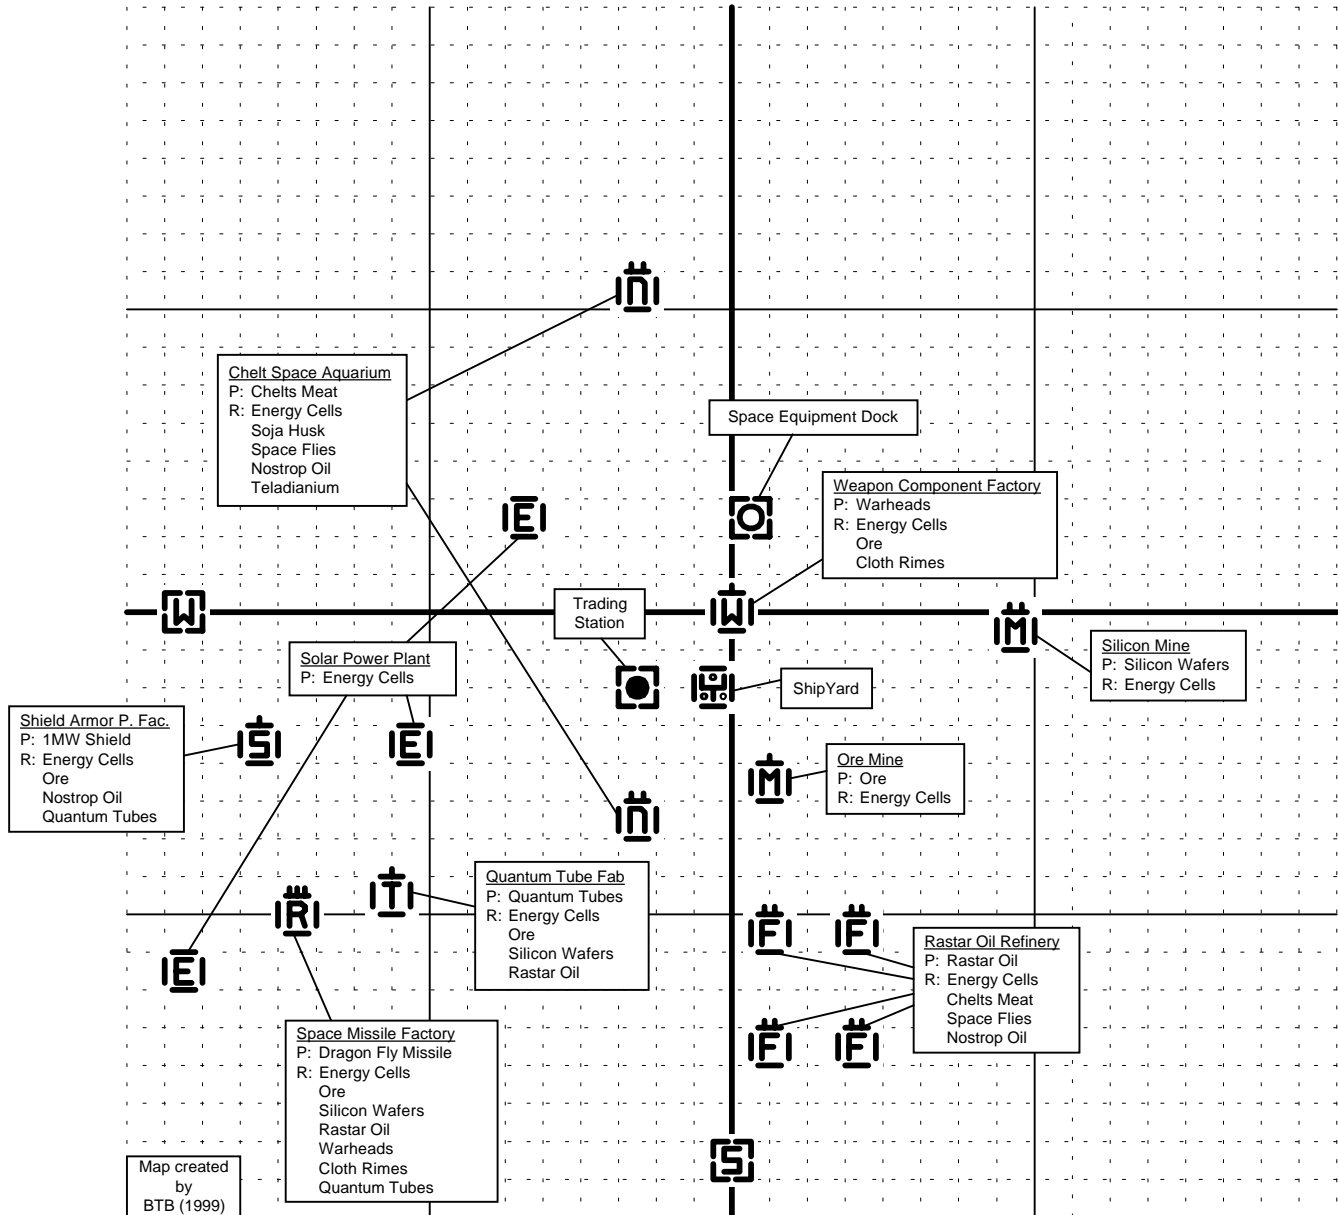 Chelt Space Aquarium
P: Chelts Meat
R: Energy Cells
Soja Husk
Space Flies
Nostrop Oil
Teladianium
Space Equipment Dock
Weapon Component Factory
P: Warheads
R: Energy Cells
Ore
Cloth Rimes
n
E
O
W
Trading
Station
W
M
Silicon Mine
P: Silicon Wafers
R: Energy Cells
Solar Power Plant
P: Energy Cells
ShipYard
Shield Armor P. Fac.
P: 1MW Shield
R: Energy Cells
Ore
Nostrop Oil
Quantum Tubes
S
E
M
Ore Mine
P: Ore
R: Energy Cells
n
Quantum Tube Fab
P: Quantum Tubes
R: Energy Cells
Ore
Silicon Wafers
Rastar Oil
R
T
F
F
E
Rastar Oil Refinery
P: Rastar Oil
R: Energy Cells
Chelts Meat
Space Flies
Nostrop Oil
F
F
Space Missile Factory
P: Dragon Fly Missile
R: Energy Cells
Ore
Silicon Wafers
Rastar Oil
Warheads
Cloth Rimes
Quantum Tubes
S
Map created
by
BTB (1999)